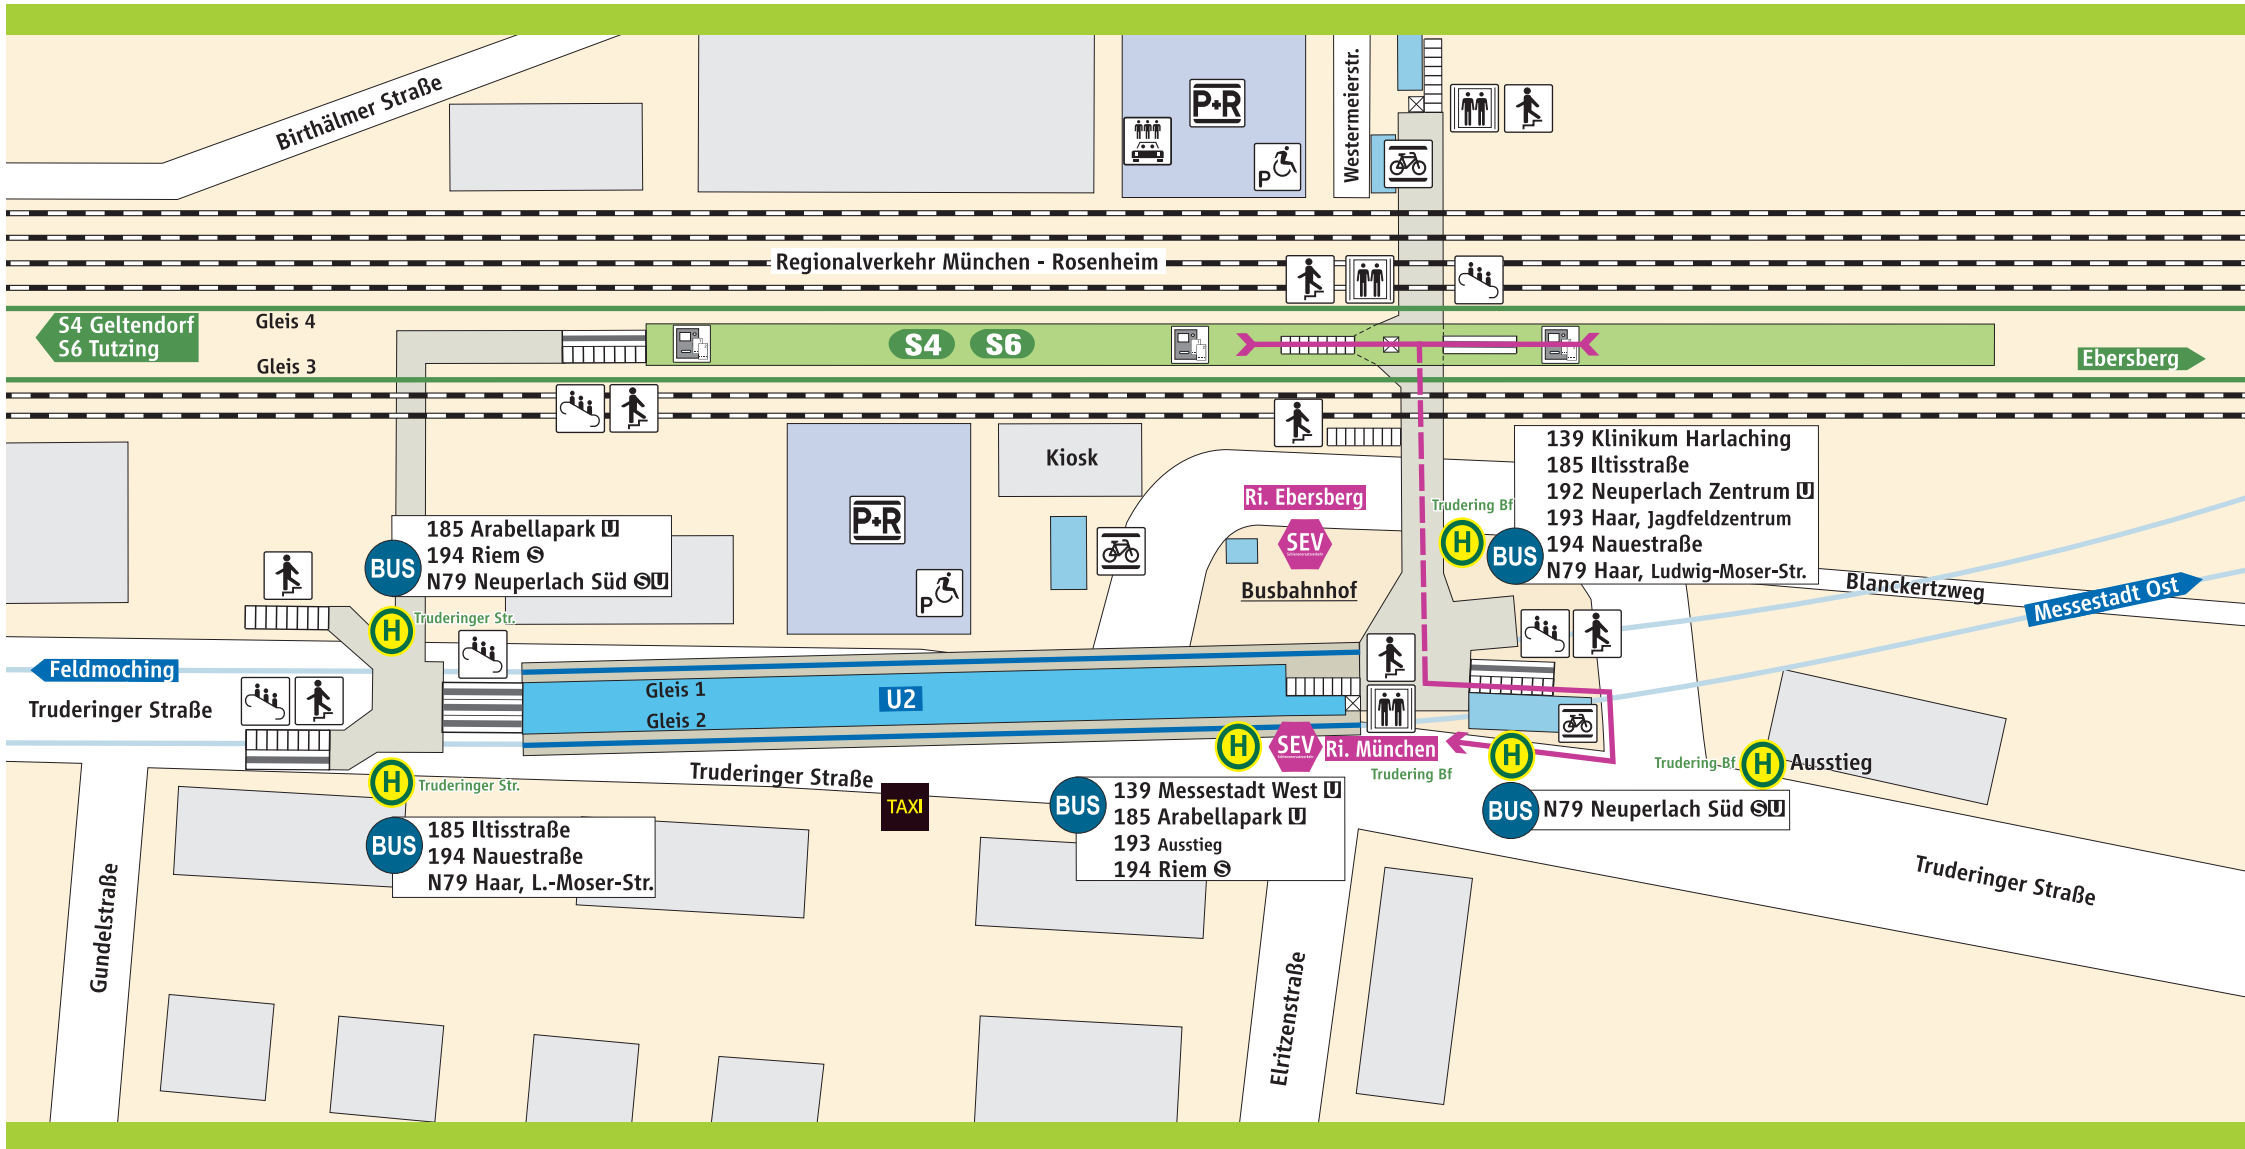 Birthälmer Straße
P+R
P
Westermeierstr.
Regionalverkehr München - Rosenheim
S4 Geltendorf
S6 Tutzing
Gleis 4
Gleis 3
S4
S6
Ebersberg
Kiosk
P+R
P
Ri. Ebersberg
SEV
Busbahnhof
Trudering Bf
H
BUS
139 Klinikum Harlaching
185 Iltisstraße
192 Neuperlach Zentrum U
193 Haar, Jagdfeldzentrum
194 Nauestraße
N79 Haar, Ludwig-Moser-Str.
Blanckertzweg
Messestadt Ost
BUS
185 Arabellapark U
194 Riem S
N79 Neuperlach Süd S U
H
Truderinger Str.
Feldmoching
Truderinger Straße
Gleis 1
Gleis 2
U2
H
SEV
Ri. München
Trudering Bf
H
Trudering Bf
H
Ausstieg
H
Truderinger Str.
Truderinger Straße
TAXI
BUS
139 Messestadt West U
185 Arabellapark U
193 Ausstieg
194 Riem S
BUS
N79 Neuperlach Süd S U
BUS
185 Iltisstraße
194 Nauestraße
N79 Haar, L.-Moser-Str.
Truderinger Straße
Gundelstraße
Elritzenstraße